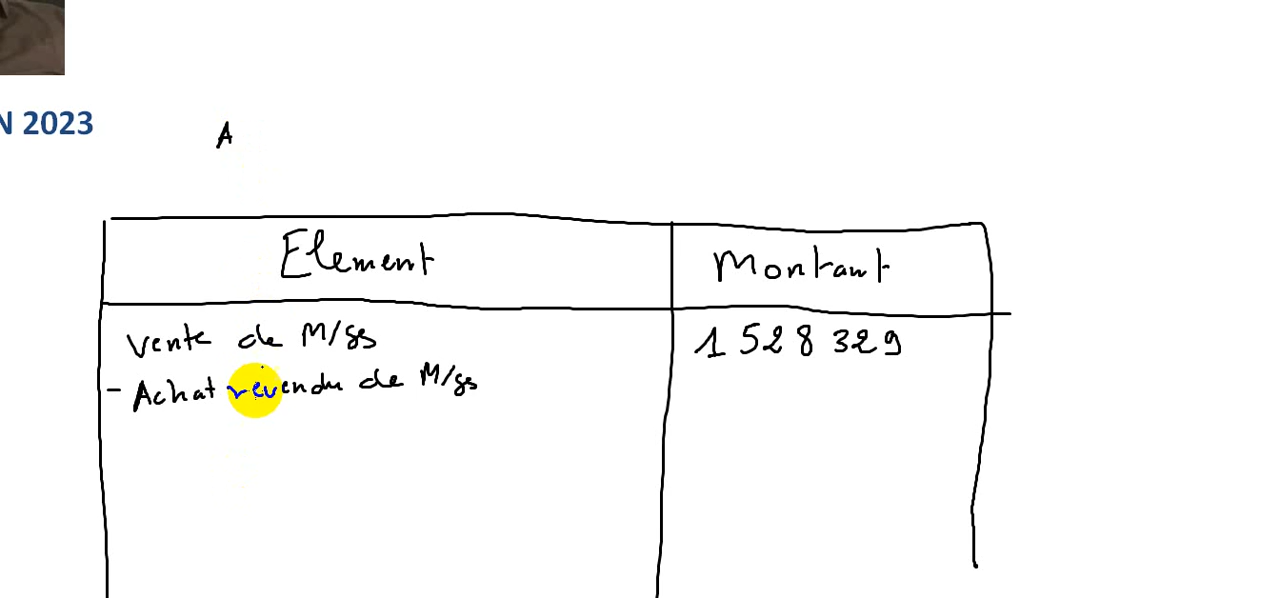 N 2023
A
Element
Montant
Vente de M/ses
1 528 329
- Achat revendu de M/ses